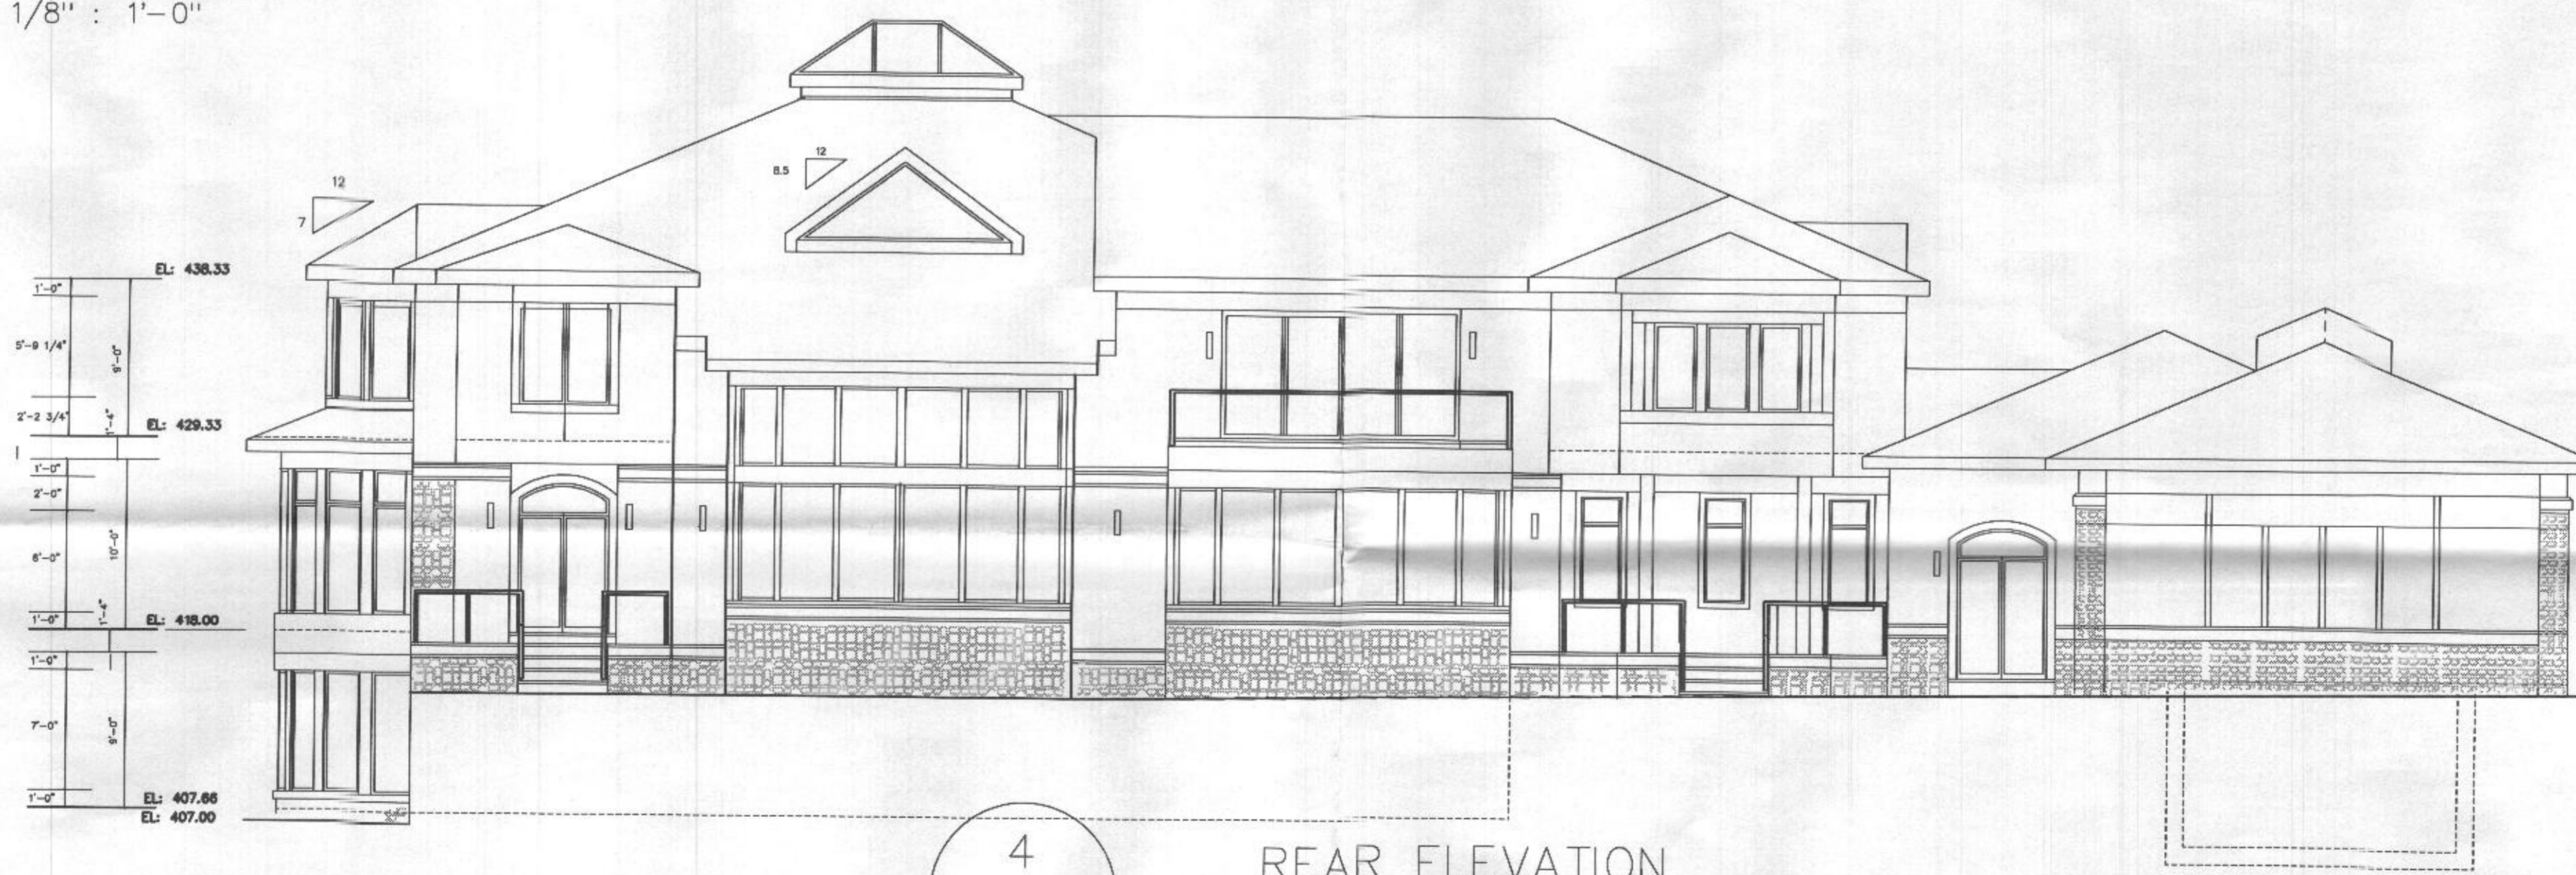 1/8" : 1'-0"
12
8.5
12
7
EL: 438.33
1'-0"
5'-9 1/4"
9'-0"
2'-2 3/4"
1'-4"
EL: 429.33
1'-0"
2'-0"
6'-0"
10'-0"
1'-0"
1'-4"
EL: 418.00
1'-0"
7'-0"
9'-0"
1'-0"
EL: 407.66
EL: 407.00
4
REAR ELEVATION